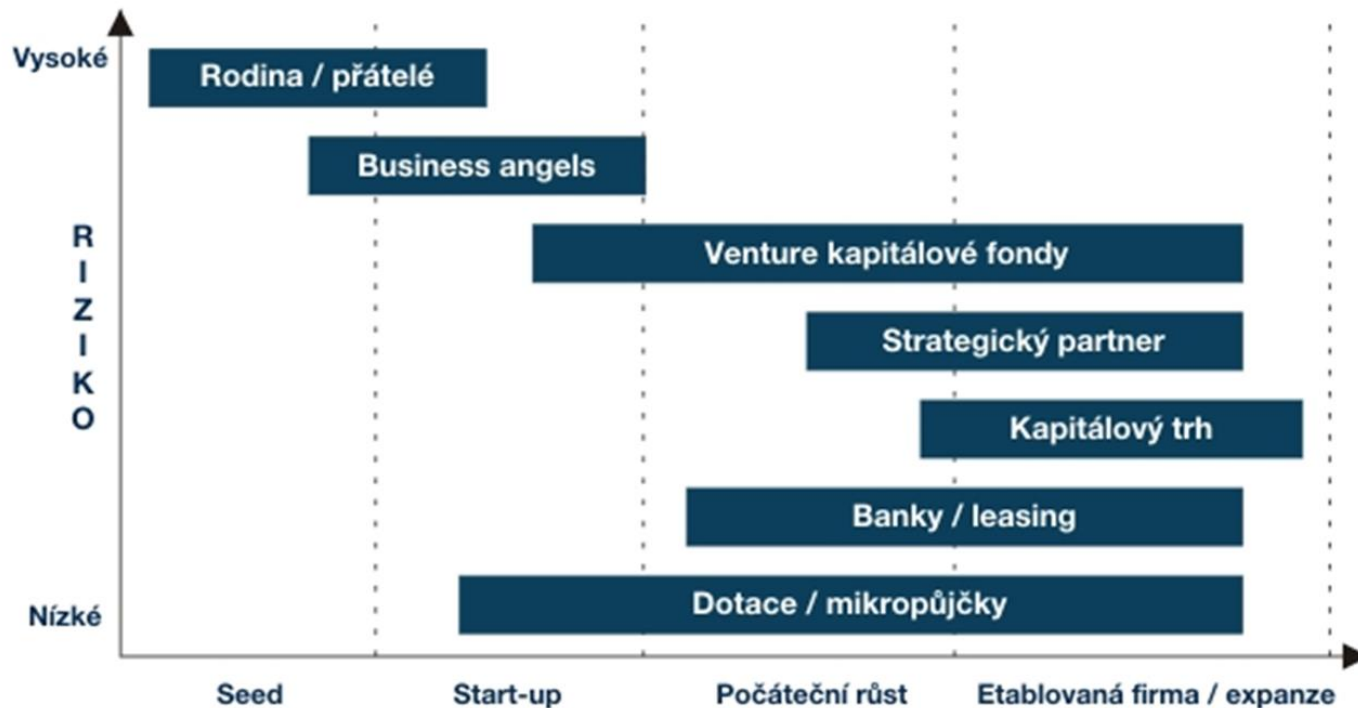 Vysoké
Rodina / přátelé
Business angels
RIZIKO
Venture kapitálové fondy
Strategický partner
Kapitálový trh
Banky / leasing
Dotace / mikropůjčky
Nízké
Seed
Start-up
Počáteční růst
Etablovaná firma / expanze